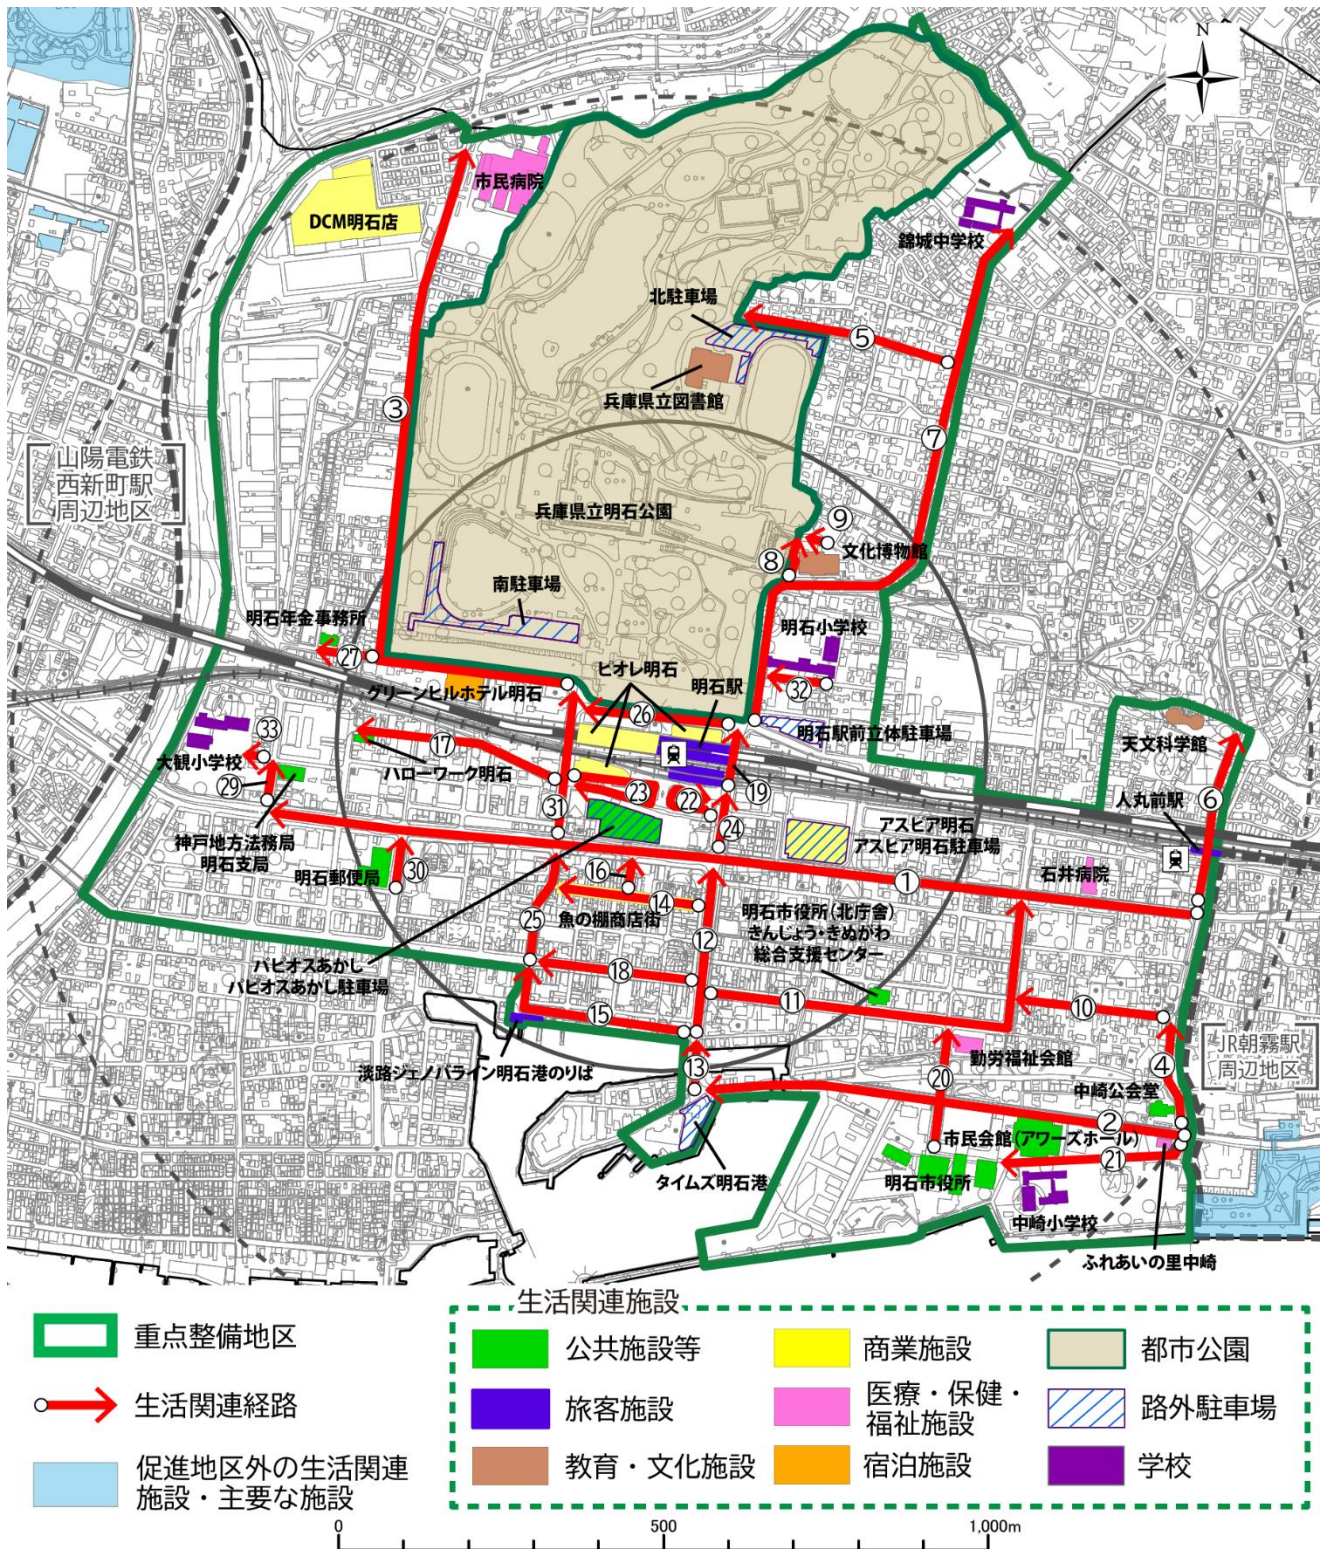 N
市民病院
DCM明石店
錦城中学校
北駐車場
⑤
兵庫県立図書館
③
⑦
山陽電鉄
西新町駅
周辺地区
兵庫県立明石公園
⑨
文化博物館
⑧
南駐車場
明石年金事務所
明石小学校
㉗
ピオレ明石
明石駅
グリーンヒルホテル明石
㉜
㉖
明石駅前立体駐車場
天文科学館
㉝
⑰
大観小学校
ハローワーク明石
㉙
㉓
㉒
⑲
⑥
人丸前駅
㉛
㉔
アスピア明石
アスピア明石駐車場
神戸地方法務局
明石支局
明石郵便局
㉚
⑯
①
石井病院
⑭
魚の棚商店街
明石市役所(北庁舎)
きんじょう・きぬがわ
総合支援センター
㉕
⑫
パピオスあかし
パピオスあかし駐車場
⑱
⑪
⑩
⑮
淡路ジェノバライン明石港のりば
勤労福祉会館
JR朝霧駅
周辺地区
⑬
⑳
④
中崎公会堂
②
市民会館(アワーズホール)
㉑
タイムズ明石港
明石市役所
中崎小学校
ふれあいの里中崎
重点整備地区
生活関連経路
促進地区外の生活関連
施設・主要な施設
生活関連施設
公共施設等
商業施設
都市公園
旅客施設
医療・保健・
福祉施設
路外駐車場
教育・文化施設
宿泊施設
学校
0
500
1,000m